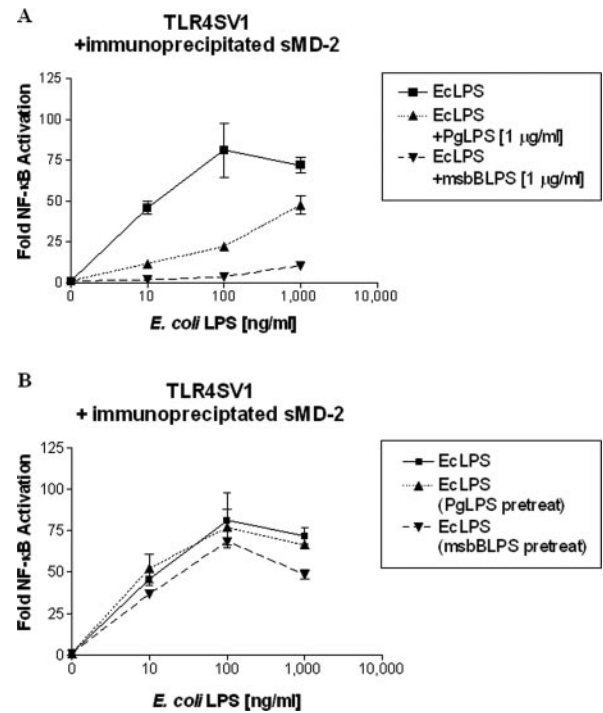 A
TLR4SV1
+immunoprecipitated sMD-2
125
100
75
50
25
0
Fold NF-κB Activation
0
10
100
1,000
10,000
E. coli LPS [ng/ml]
EcLPS
EcLPS
+PgLPS [1 μg/ml]
EcLPS
+msbBLPS [1 μg/ml]
B
TLR4SV1
+ immunopreciptated sMD-2
125
100
75
50
25
0
Fold NF-κB Activation
0
10
100
1,000
10,000
E. coli LPS [ng/ml]
EcLPS
EcLPS
(PgLPS pretreat)
EcLPS
(msbBLPS pretreat)